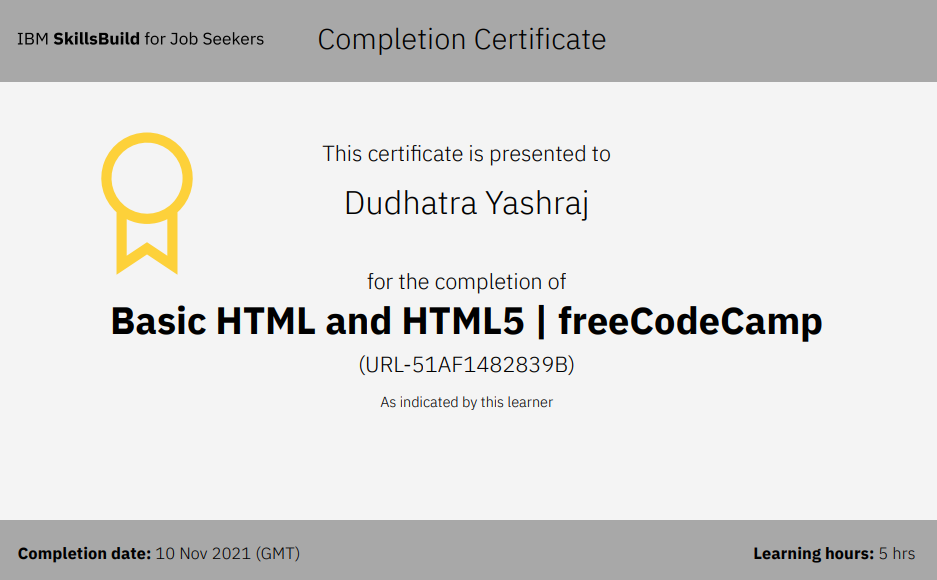 IBM SkillsBuild for Job Seekers
Completion Certificate
This certificate is presented to
Dudhatra Yashraj
for the completion of
Basic HTML and HTML5 | freeCodeCamp
(URL-51AF1482839B)
As indicated by this learner
Completion date: 10 Nov 2021 (GMT)
Learning hours: 5 hrs